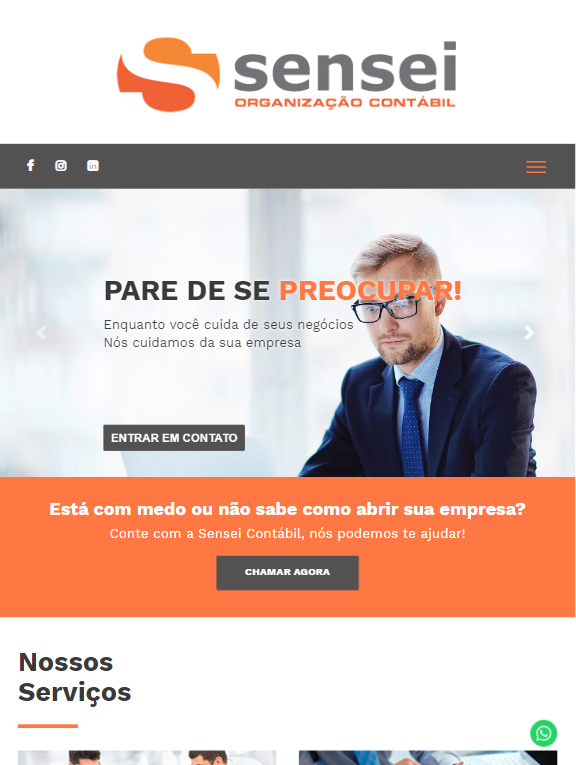 sensei
ORGANIZAÇÃO CONTÁBIL
PARE DE SE PREOCUPAR!
Enquanto você cuida de seus negócios
Nós cuidamos da sua empresa
ENTRAR EM CONTATO
Está com medo ou não sabe como abrir sua empresa?
Conte com a Sensei Contábil, nós podemos te ajudar!
CHAMAR AGORA
Nossos
Serviços